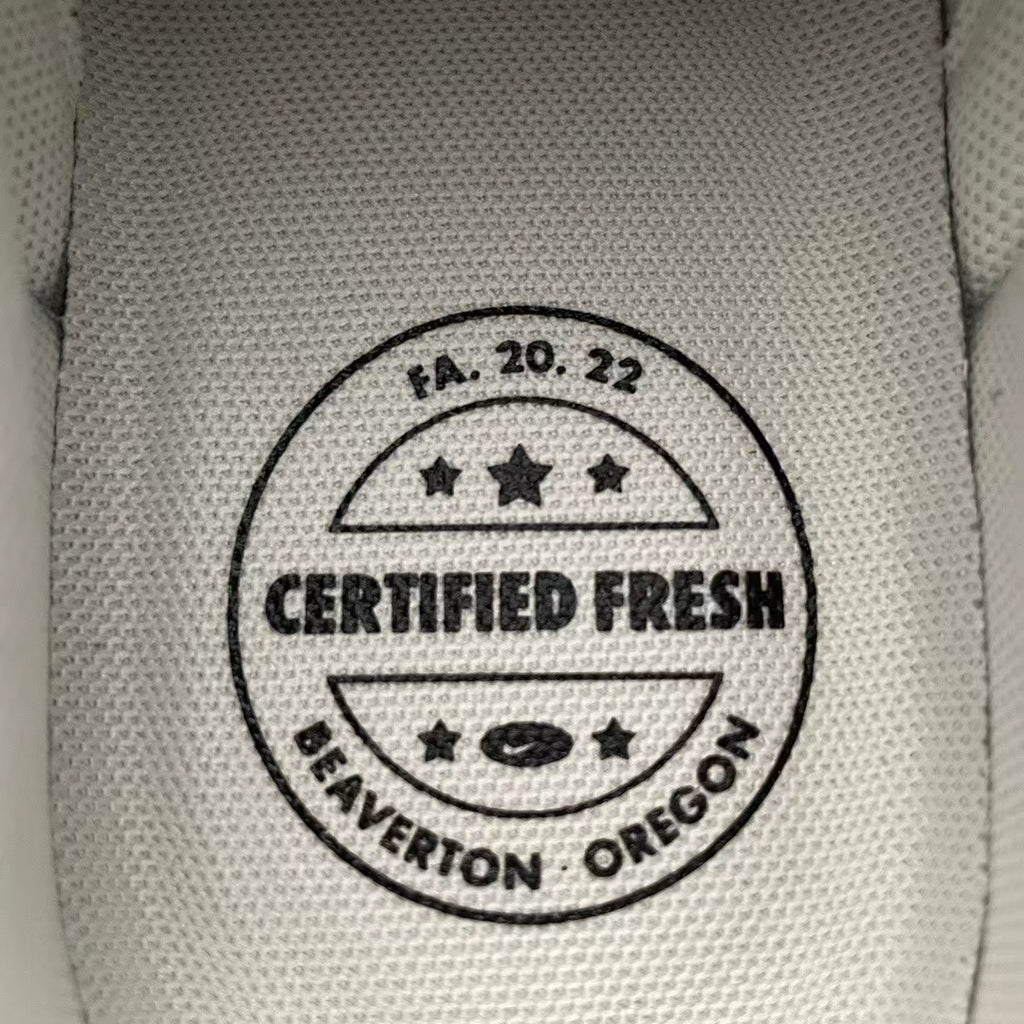 FA. 20. 22
CERTIFIED FRESH
BEAVERTON · OREGON